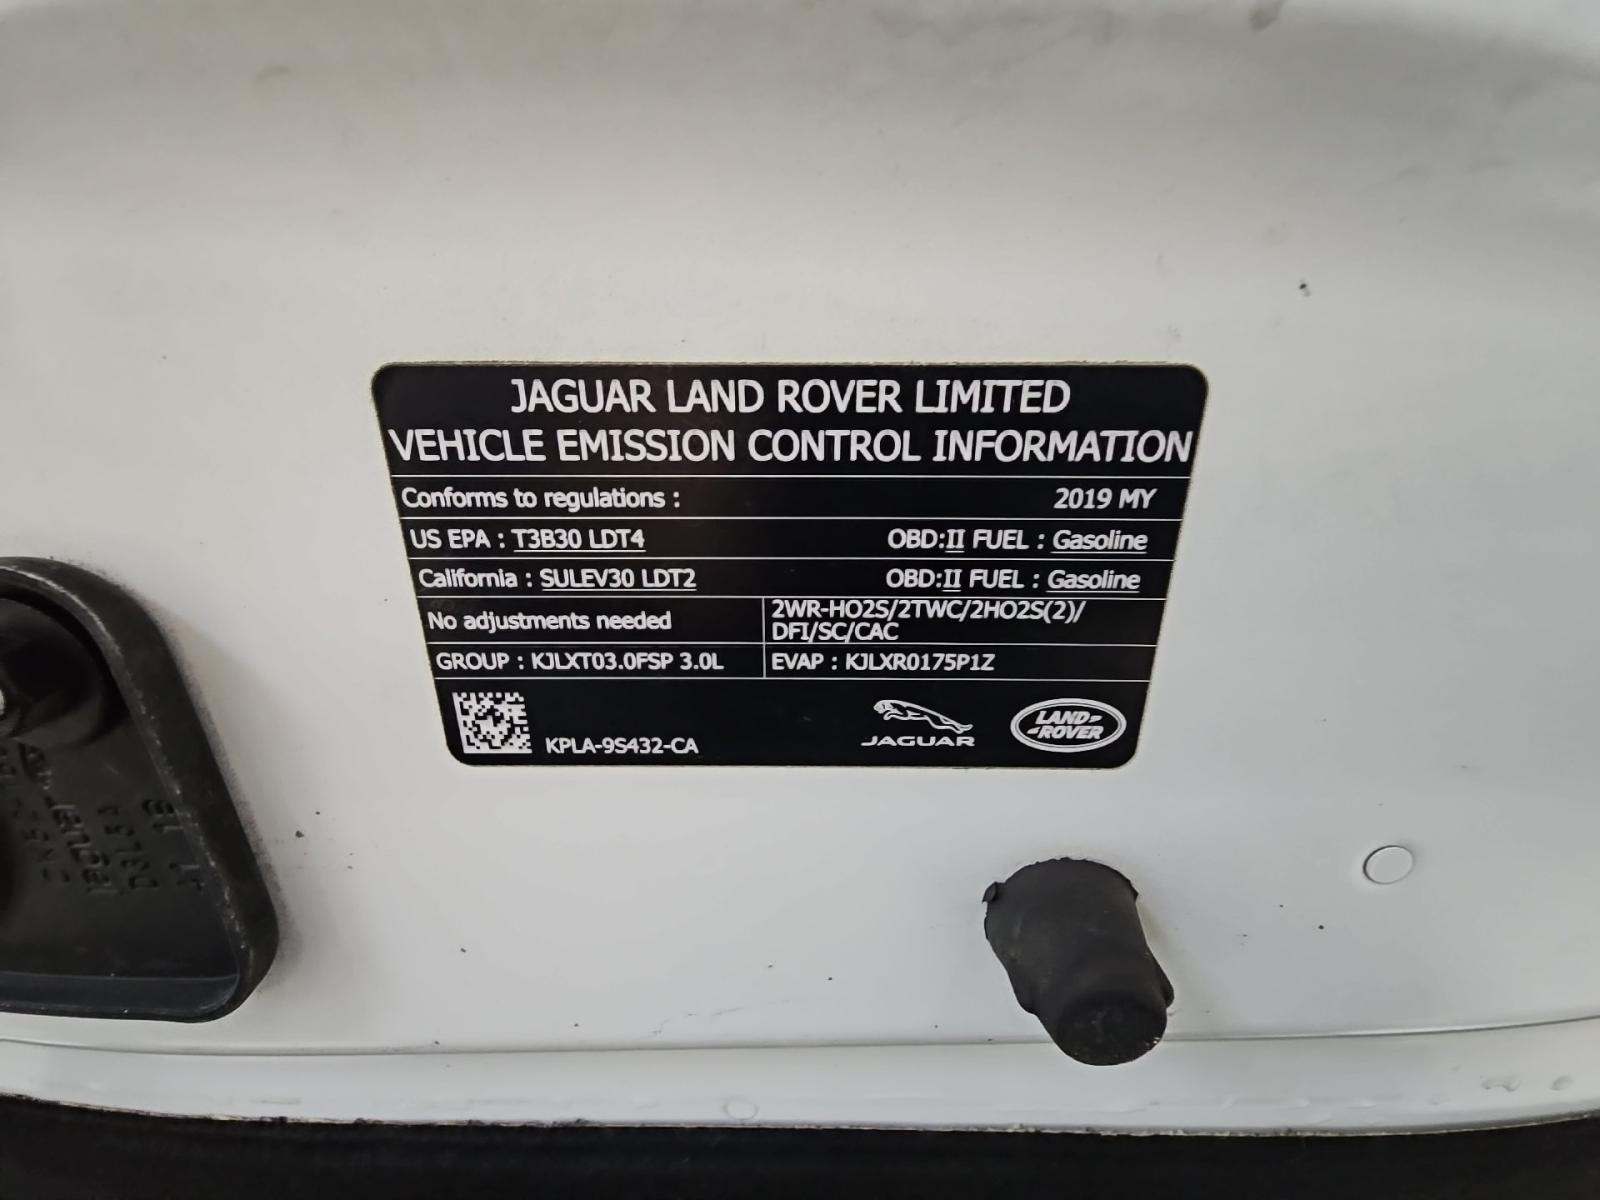 JAGUAR LAND ROVER LIMITED
VEHICLE EMISSION CONTROL INFORMATION
Conforms to regulations : 2019 MY
US EPA : T3B30 LDT4 OBD:II FUEL : Gasoline
California : SULEV30 LDT2 OBD:II FUEL : Gasoline
No adjustments needed 2WR-HO2S/2TWC/2HO2S(2)/
DFI/SC/CAC
GROUP : KJLXT03.0FSP 3.0L EVAP : KJLXR0175P1Z
KPLA-9S432-CA
JAGUAR
LAND-
-ROVER